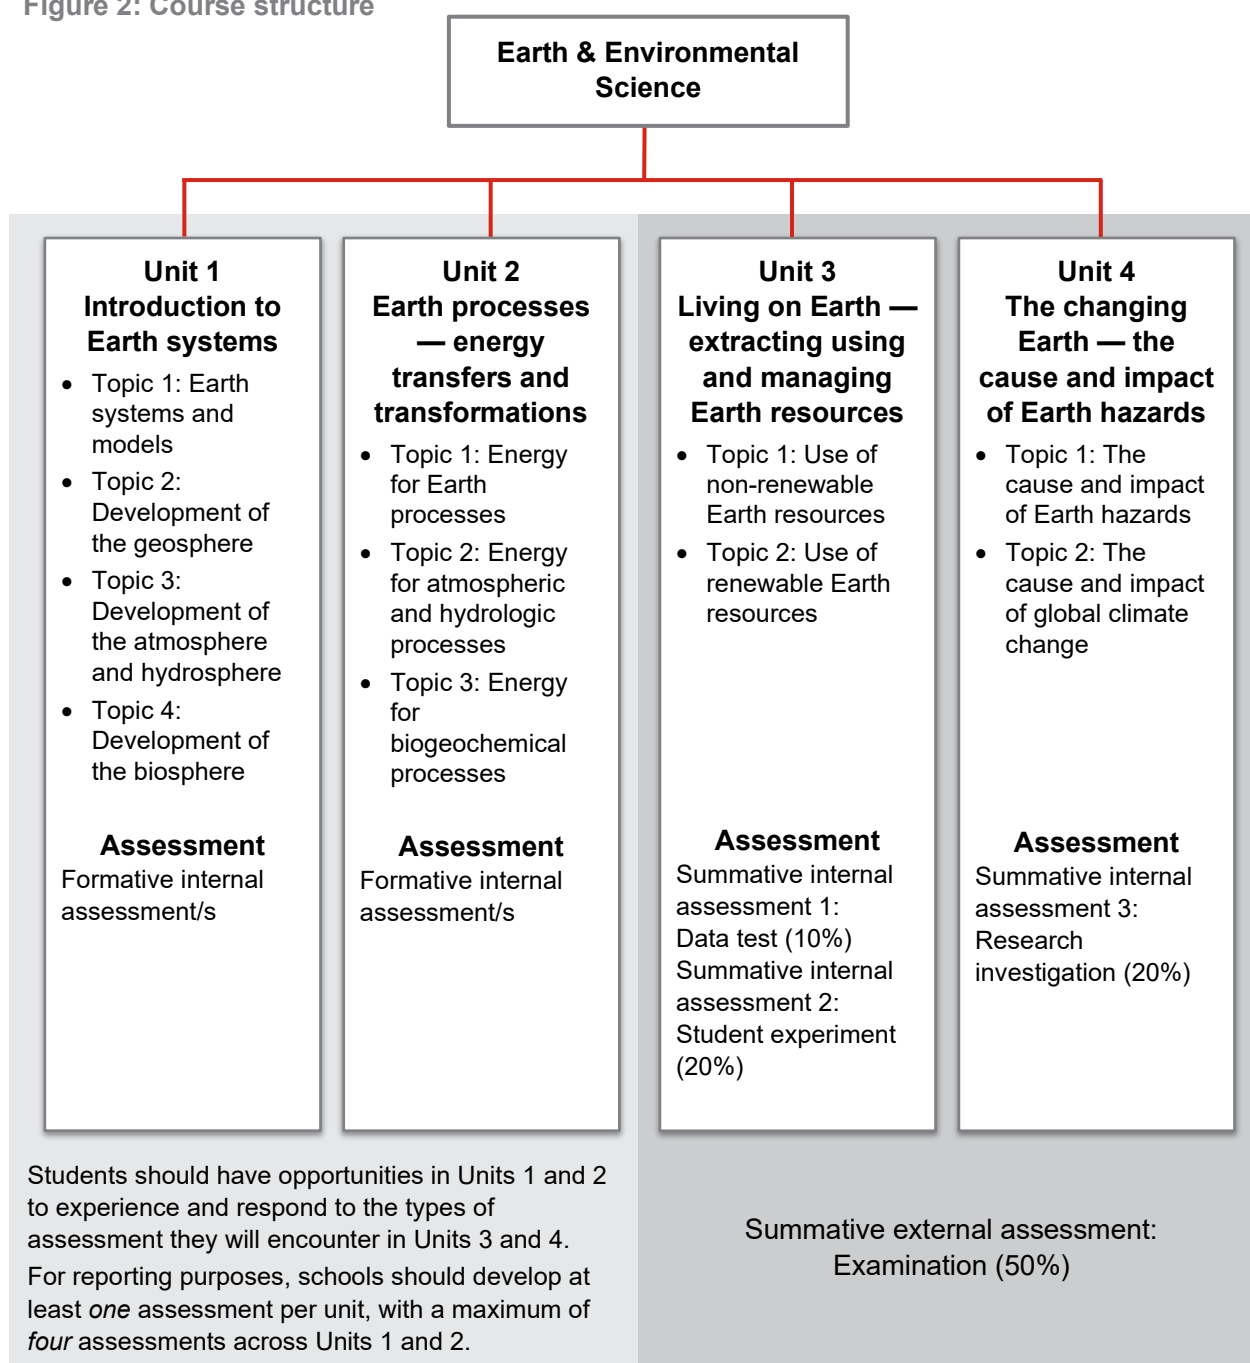 Figure 2: Course structure
Earth & Environmental
Science
Unit 1
Introduction to
Earth systems
• Topic 1: Earth
systems and
models
• Topic 2:
Development of
the geosphere
• Topic 3:
Development of
the atmosphere
and hydrosphere
• Topic 4:
Development of
the biosphere
Assessment
Formative internal
assessment/s
Unit 2
Earth processes
— energy
transfers and
transformations
• Topic 1: Energy
for Earth
processes
• Topic 2: Energy
for atmospheric
and hydrologic
processes
• Topic 3: Energy
for
biogeochemical
processes
Assessment
Formative internal
assessment/s
Unit 3
Living on Earth —
extracting using
and managing
Earth resources
• Topic 1: Use of
non-renewable
Earth resources
• Topic 2: Use of
renewable Earth
resources
Assessment
Summative internal
assessment 1:
Data test (10%)
Summative internal
assessment 2:
Student experiment
(20%)
Unit 4
The changing
Earth — the
cause and impact
of Earth hazards
• Topic 1: The
cause and impact
of Earth hazards
• Topic 2: The
cause and impact
of global climate
change
Assessment
Summative internal
assessment 3:
Research
investigation (20%)
Students should have opportunities in Units 1 and 2
to experience and respond to the types of
assessment they will encounter in Units 3 and 4.
For reporting purposes, schools should develop at
least one assessment per unit, with a maximum of
four assessments across Units 1 and 2.
Summative external assessment:
Examination (50%)